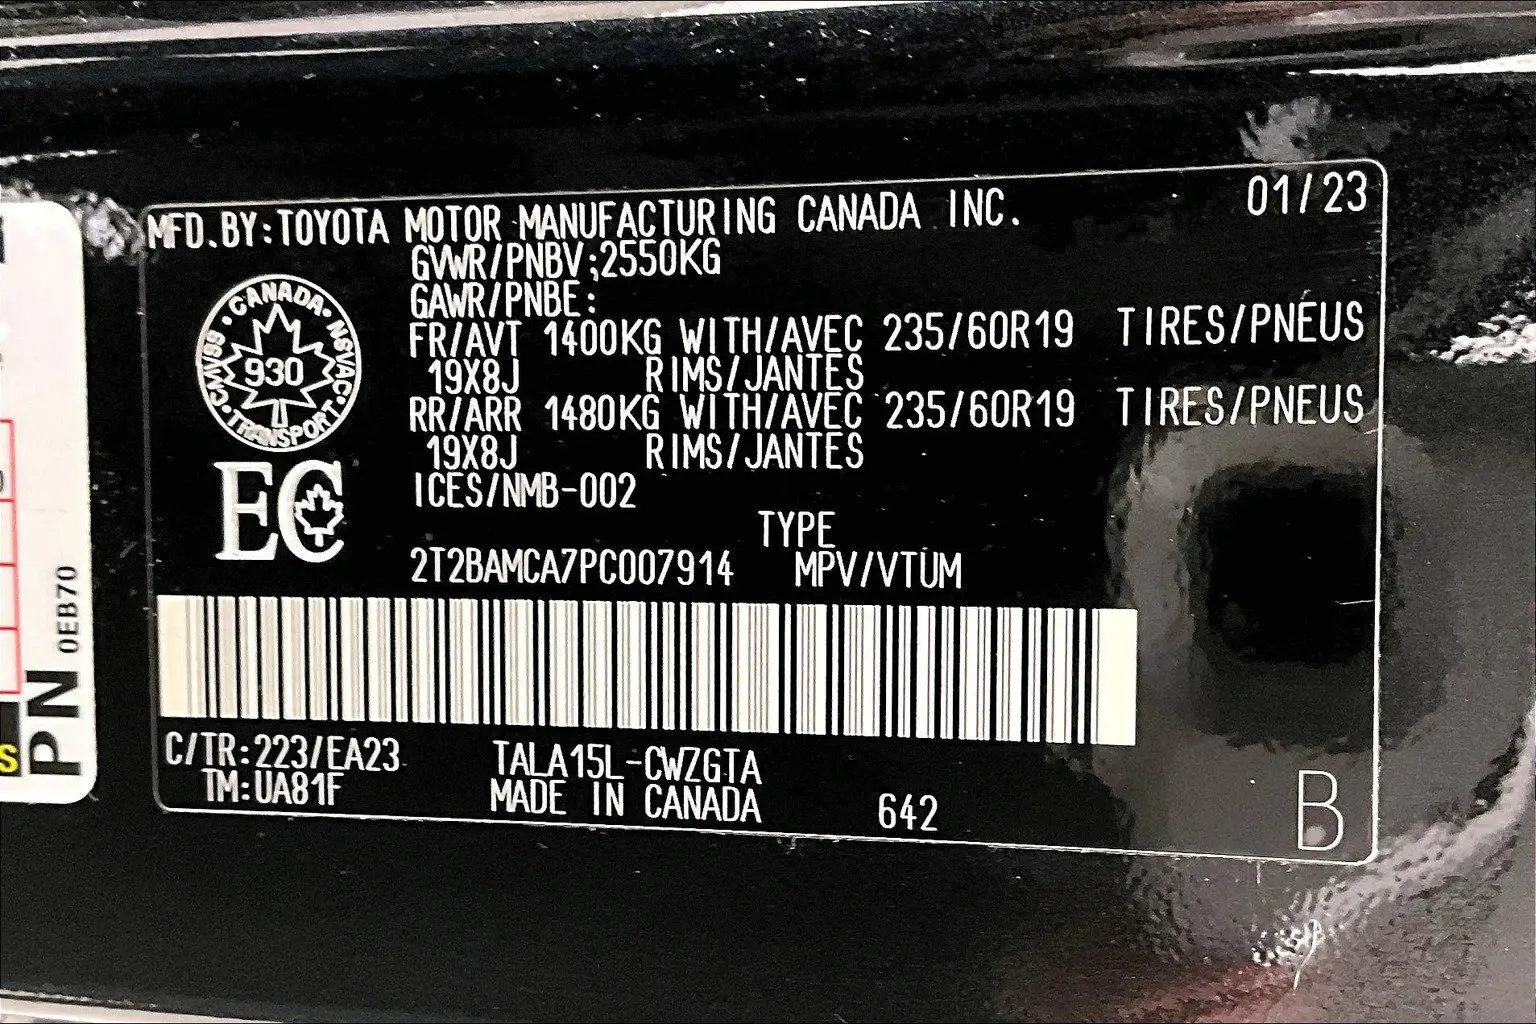 MFD.BY:TOYOTA MOTOR MANUFACTURING CANADA INC. 01/23
GVWR/PNBV;2550KG
GAWR/PNBE:
FR/AVT 1400KG WITH/AVEC 235/60R19 TIRES/PNEUS
19X8J RIMS/JANTES
RR/ARR 1480KG WITH/AVEC 235/60R19 TIRES/PNEUS
19X8J RIMS/JANTES
ICES/NMB-002
CANADA · NSVAC · TRANSPORT · CMVSS
930
EC
TYPE
2T2BAMCA7PC007914 MPV/VTUM
C/TR:223/EA23 TALA15L-CWZGTA
TM:UA81F MADE IN CANADA 642
B
PN 0EB70
S